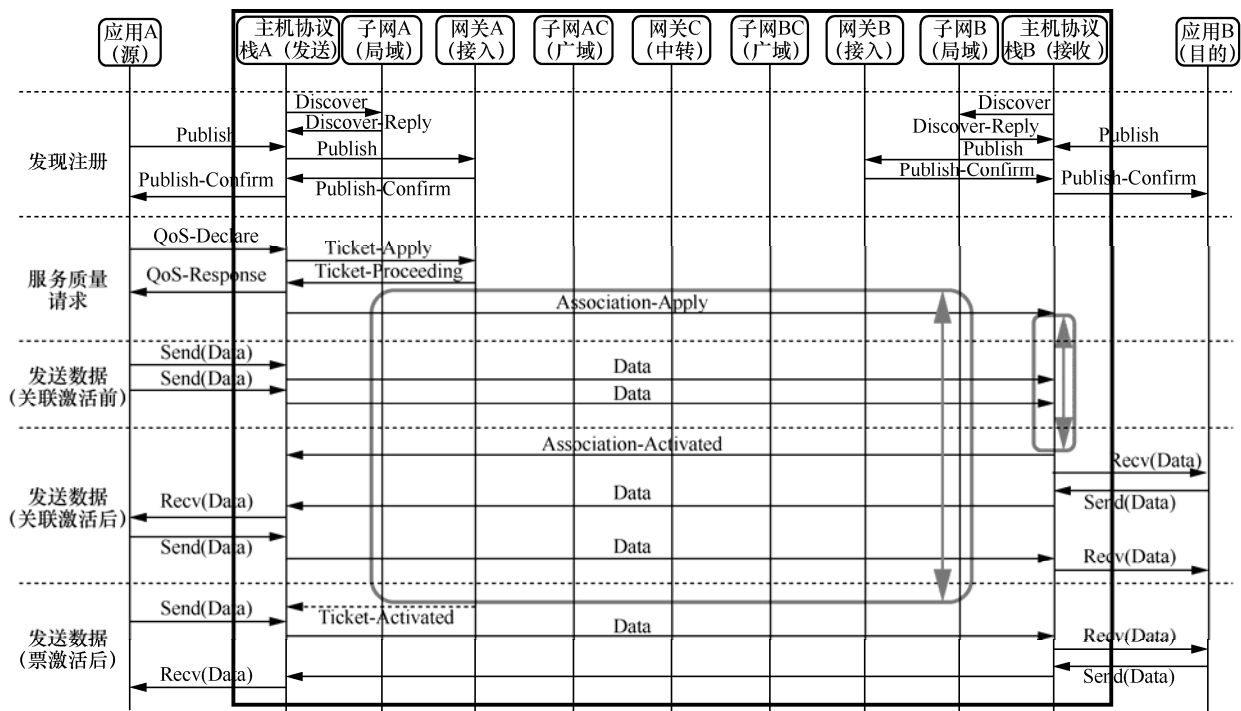 应用A
（源）
主机协议
栈A（发送）
子网A
（局域）
网关A
（接入）
子网AC
（广域）
网关C
（中转）
子网BC
（广域）
网关B
（接入）
子网B
（局域）
主机协议
栈B（接收）
应用B
（目的）
发现注册
Discover
Discover
Discover-Reply
Discover-Reply
Publish
Publish
Publish
Publish
Publish-Confirm
Publish-Confirm
Publish-Confirm
Publish-Confirm
服务质量
请求
QoS-Declare
Ticket-Apply
QoS-Response
Ticket-Proceeding
Association-Apply
发送数据
（关联激活前）
Send(Data)
Data
Send(Data)
Data
发送数据
（关联激活后）
Association-Activated
Recv(Data)
Recv(Data)
Data
Send(Data)
Send(Data)
Data
Recv(Data)
发送数据
（票激活后）
Send(Data)
Ticket-Activated
Data
Recv(Data)
Recv(Data)
Send(Data)